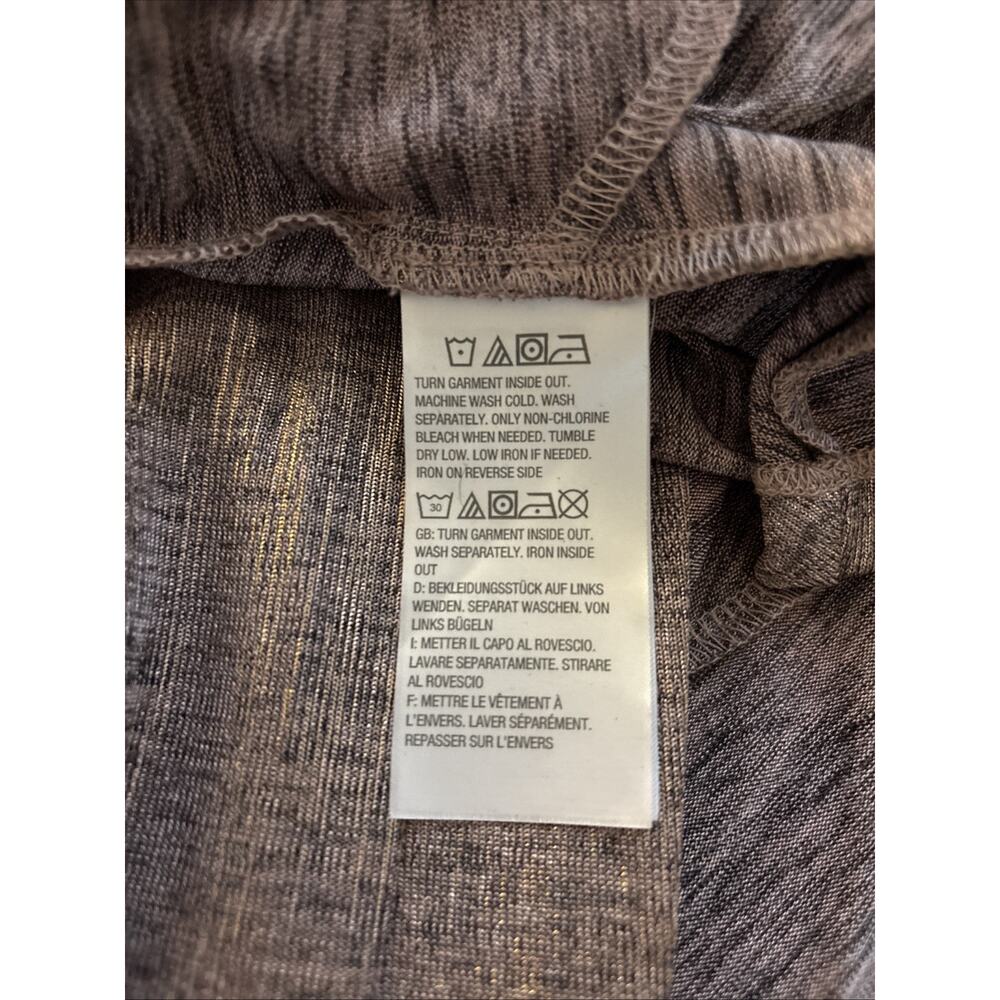 TURN GARMENT INSIDE OUT.
MACHINE WASH COLD. WASH
SEPARATELY. ONLY NON-CHLORINE
BLEACH WHEN NEEDED. TUMBLE
DRY LOW. LOW IRON IF NEEDED.
IRON ON REVERSE SIDE
30
GB: TURN GARMENT INSIDE OUT.
WASH SEPARATELY. IRON INSIDE
OUT
D: BEKLEIDUNGSSTÜCK AUF LINKS
WENDEN. SEPARAT WASCHEN. VON
LINKS BÜGELN
I: METTER IL CAPO AL ROVESCIO.
LAVARE SEPARATAMENTE. STIRARE
AL ROVESCIO
F: METTRE LE VÊTEMENT À
L'ENVERS. LAVER SÉPARÉMENT.
REPASSER SUR L'ENVERS